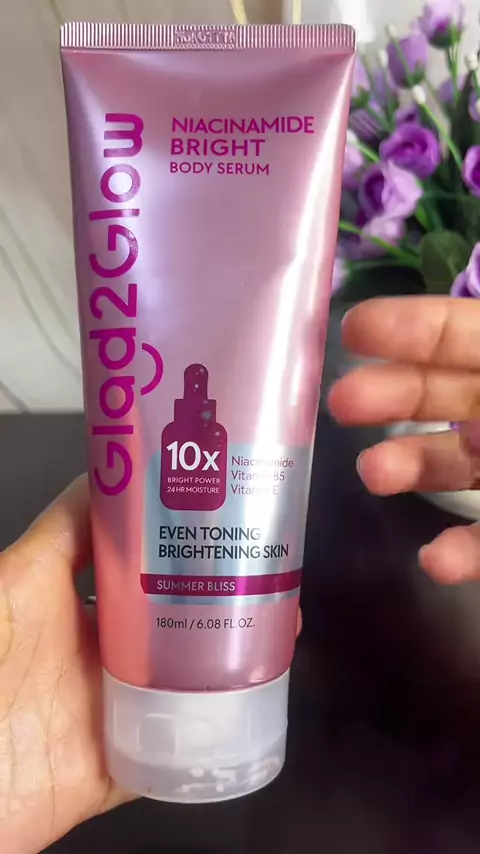 Glad2Glow
NIACINAMIDE
BRIGHT
BODY SERUM
10x
BRIGHT POWER
24 HR MOISTURE
Niacinamide
Vitamin B5
Vitamin E
EVEN TONING
BRIGHTENING SKIN
SUMMER BLISS
180ml / 6.08 FL.OZ.